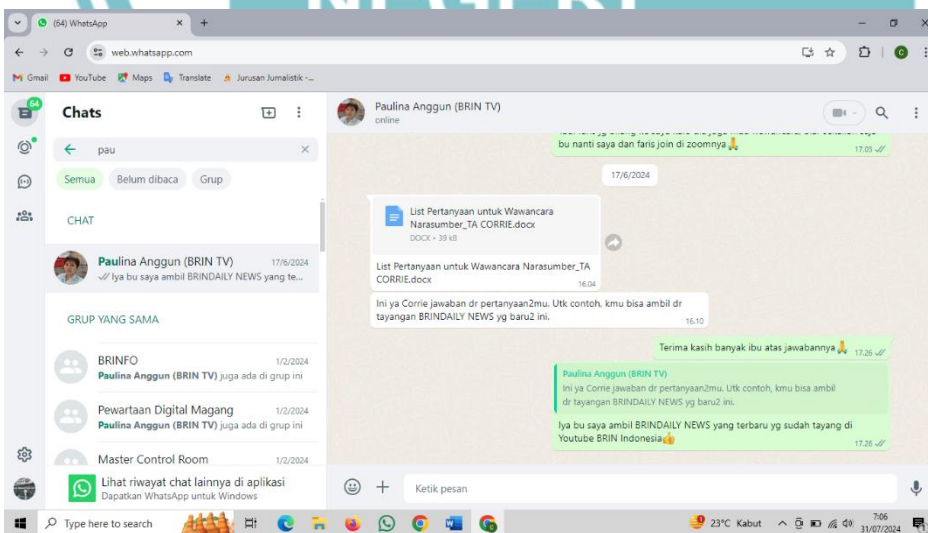 NEGERI
(64) WhatsApp
web.whatsapp.com
Gmail YouTube Maps Translate Jurusan Jurnalistik -...
64
Chats
pau
Semua Belum dibaca Grup
CHAT
Paulina Anggun (BRIN TV) 17/6/2024
Iya bu saya ambil BRINDAILY NEWS yang te...
GRUP YANG SAMA
BRINFO 1/2/2024
Paulina Anggun (BRIN TV) juga ada di grup ini
Pewartaan Digital Magang 1/2/2024
Paulina Anggun (BRIN TV) juga ada di grup ini
Master Control Room 1/2/2024
Lihat riwayat chat lainnya di aplikasi
Dapatkan WhatsApp untuk Windows
Paulina Anggun (BRIN TV)
online
bu nanti saya dan faris join di zoomnya 🙏 17.03
17/6/2024
List Pertanyaan untuk Wawancara
Narasumber_TA CORRIE.docx
DOCX • 39 kB
List Pertanyaan untuk Wawancara Narasumber_TA
CORRIE.docx
16.04
Ini ya Corrie jawaban dr pertanyaan2mu. Utk contoh, kmu bisa ambil dr
tayangan BRINDAILY NEWS yg baru2 ini. 16.10
Terima kasih banyak ibu atas jawabannya 🙏 17.26
Paulina Anggun (BRIN TV)
Ini ya Corrie jawaban dr pertanyaan2mu. Utk contoh, kmu bisa ambil
dr tayangan BRINDAILY NEWS yg baru2 ini.
Iya bu saya ambil BRINDAILY NEWS yang terbaru yg sudah tayang di
Youtube BRIN Indonesia👍 17.26
Ketik pesan
Type here to search
23°C Kabut
7:06
31/07/2024